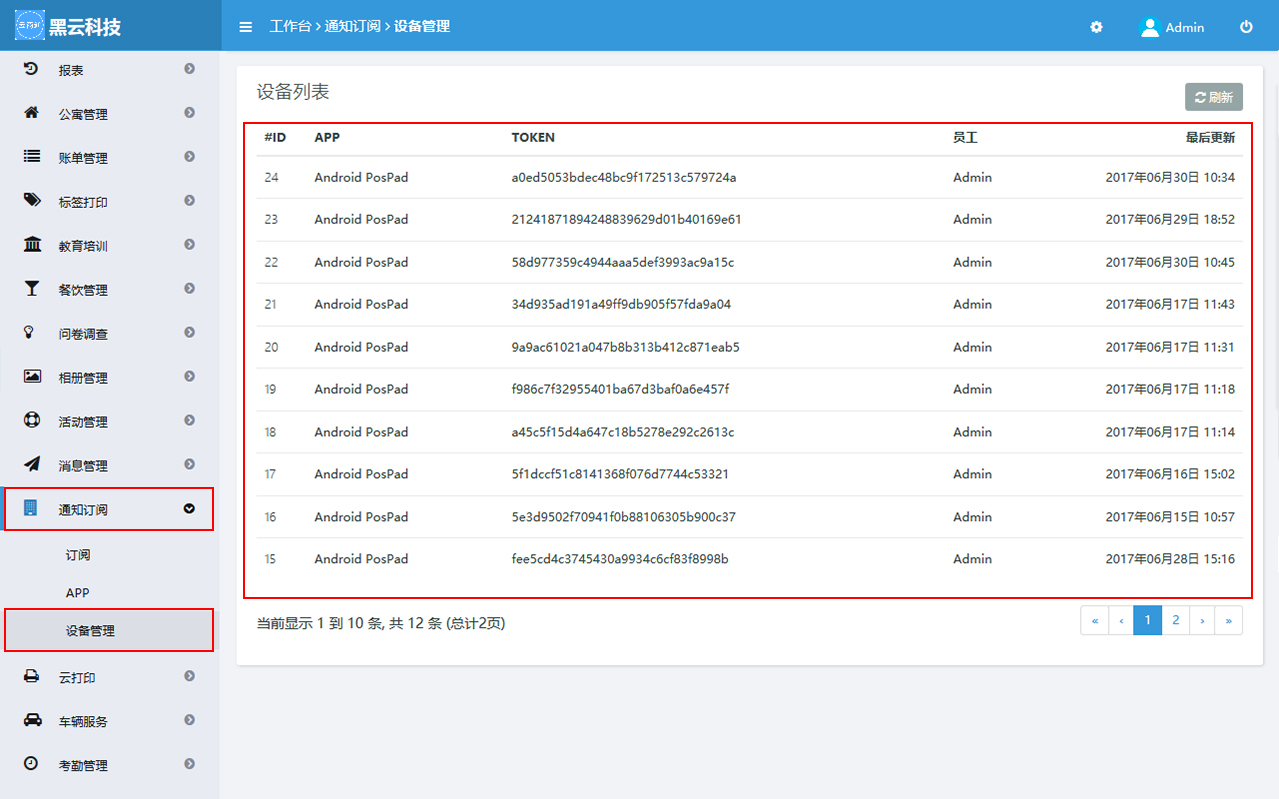 黑云科技
工作台 > 通知订阅 > 设备管理
Admin
报表
公寓管理
账单管理
标签打印
教育培训
餐饮管理
问卷调查
相册管理
活动管理
消息管理
通知订阅
订阅
APP
设备管理
云打印
车辆服务
考勤管理
设备列表
刷新
#ID APP TOKEN 员工 最后更新
24 Android PosPad a0ed5053bdec48bc9f172513c579724a Admin 2017年06月30日 10:34
23 Android PosPad 21241871894248839629d01b40169e61 Admin 2017年06月29日 18:52
22 Android PosPad 58d977359c4944aaa5def3993ac9a15c Admin 2017年06月30日 10:45
21 Android PosPad 34d935ad191a49ff9db905f57fda9a04 Admin 2017年06月17日 11:43
20 Android PosPad 9a9ac61021a047b8b313b412c871eab5 Admin 2017年06月17日 11:31
19 Android PosPad f986c7f32955401ba67d3baf0a6e457f Admin 2017年06月17日 11:18
18 Android PosPad a45c5f15d4a647c18b5278e292c2613c Admin 2017年06月17日 11:14
17 Android PosPad 5f1dccf51c8141368f076d7744c53321 Admin 2017年06月16日 15:02
16 Android PosPad 5e3d9502f70941f0b88106305b900c37 Admin 2017年06月15日 10:57
15 Android PosPad fee5cd4c3745430a9934c6cf83f8998b Admin 2017年06月28日 15:16
当前显示 1 到 10 条, 共 12 条 (总计2页)
« ‹ 1 2 › »